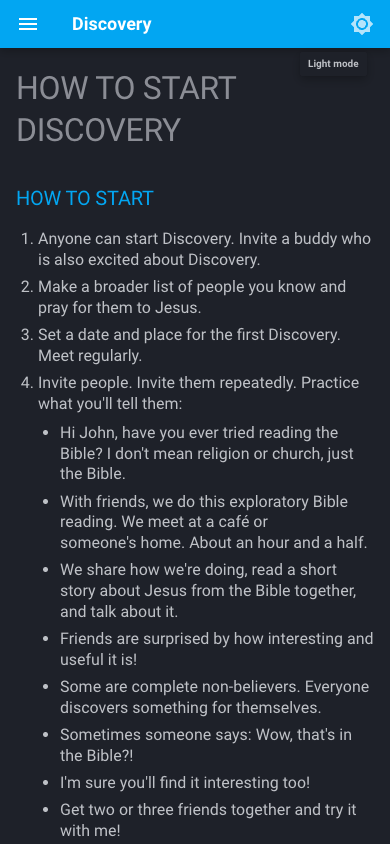 Discovery
Light mode
HOW TO START
DISCOVERY
HOW TO START
1. Anyone can start Discovery. Invite a buddy who
is also excited about Discovery.
2. Make a broader list of people you know and
pray for them to Jesus.
3. Set a date and place for the first Discovery.
Meet regularly.
4. Invite people. Invite them repeatedly. Practice
what you'll tell them:
• Hi John, have you ever tried reading the
Bible? I don't mean religion or church, just
the Bible.
• With friends, we do this exploratory Bible
reading. We meet at a café or
someone's home. About an hour and a half.
• We share how we're doing, read a short
story about Jesus from the Bible together,
and talk about it.
• Friends are surprised by how interesting and
useful it is!
• Some are complete non-believers. Everyone
discovers something for themselves.
• Sometimes someone says: Wow, that's in
the Bible?!
• I'm sure you'll find it interesting too!
• Get two or three friends together and try it
with me!